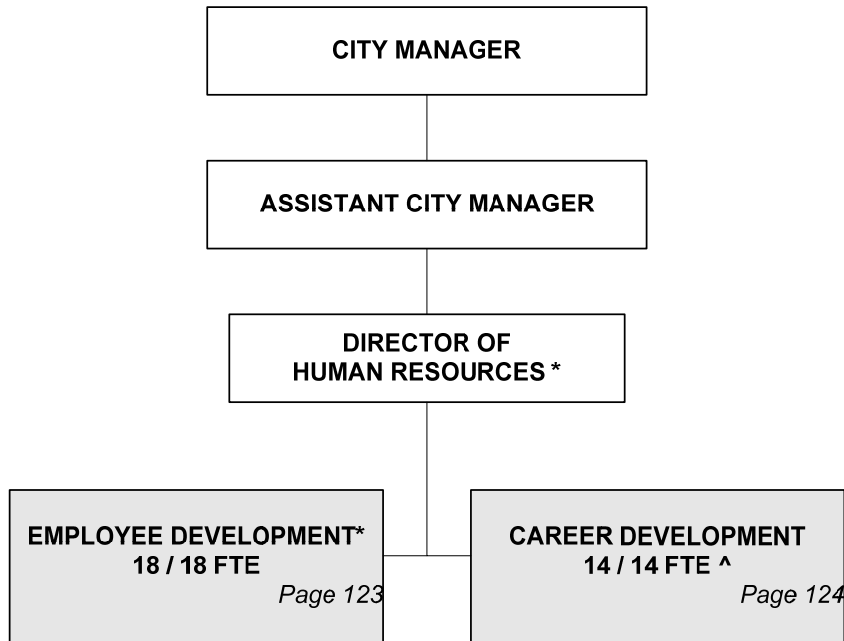 CITY MANAGER
ASSISTANT CITY MANAGER
DIRECTOR OF
HUMAN RESOURCES *
EMPLOYEE DEVELOPMENT*
18 / 18 FTE
Page 123
CAREER DEVELOPMENT
14 / 14 FTE ^
Page 124